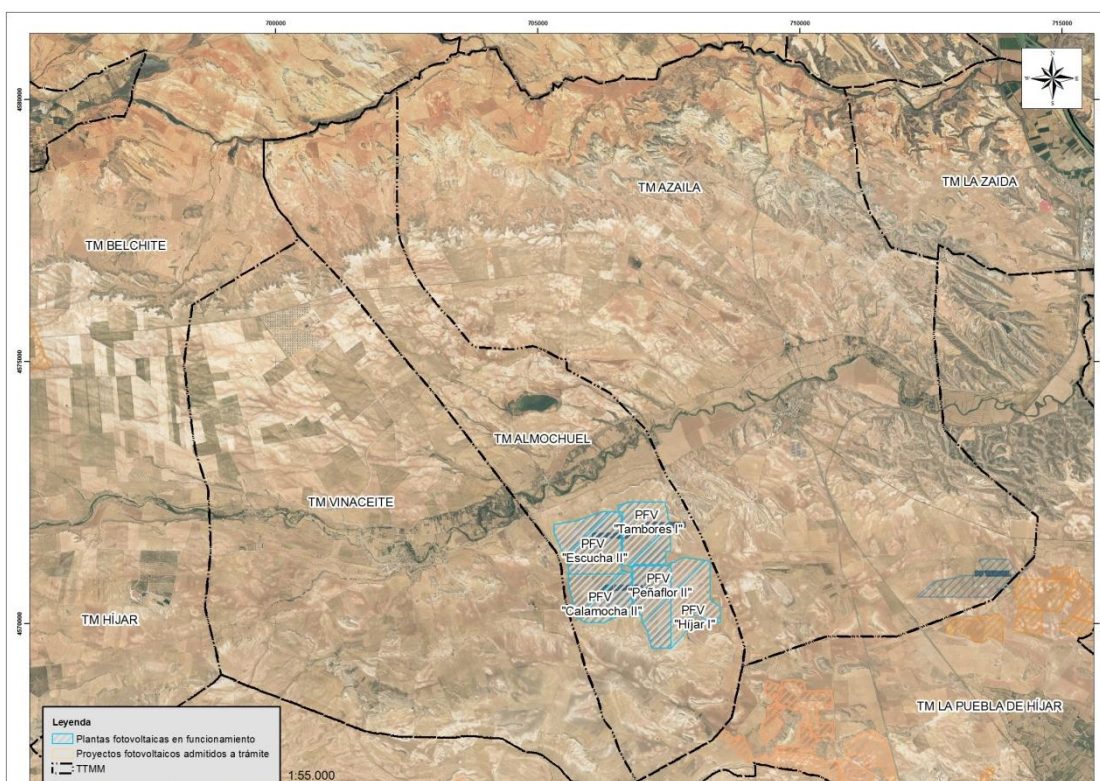 700000
705000
710000
715000
N
W
E
S
4580000
4575000
4570000
TM BELCHITE
TM AZAILA
TM LA ZAIDA
TM ALMOCHUEL
TM VINACEITE
TM HÍJAR
TM LA PUEBLA DE HÍJAR
PFV
"Tambores I"
PFV
"Escucha II"
PFV
"Peñaflor II"
PFV
"Calamocha II"
PFV
"Híjar I"
Leyenda
Plantas fotovoltaicas en funcionamiento
Proyectos fotovoltaicos admitidos a trámite
TTMM
1:55.000